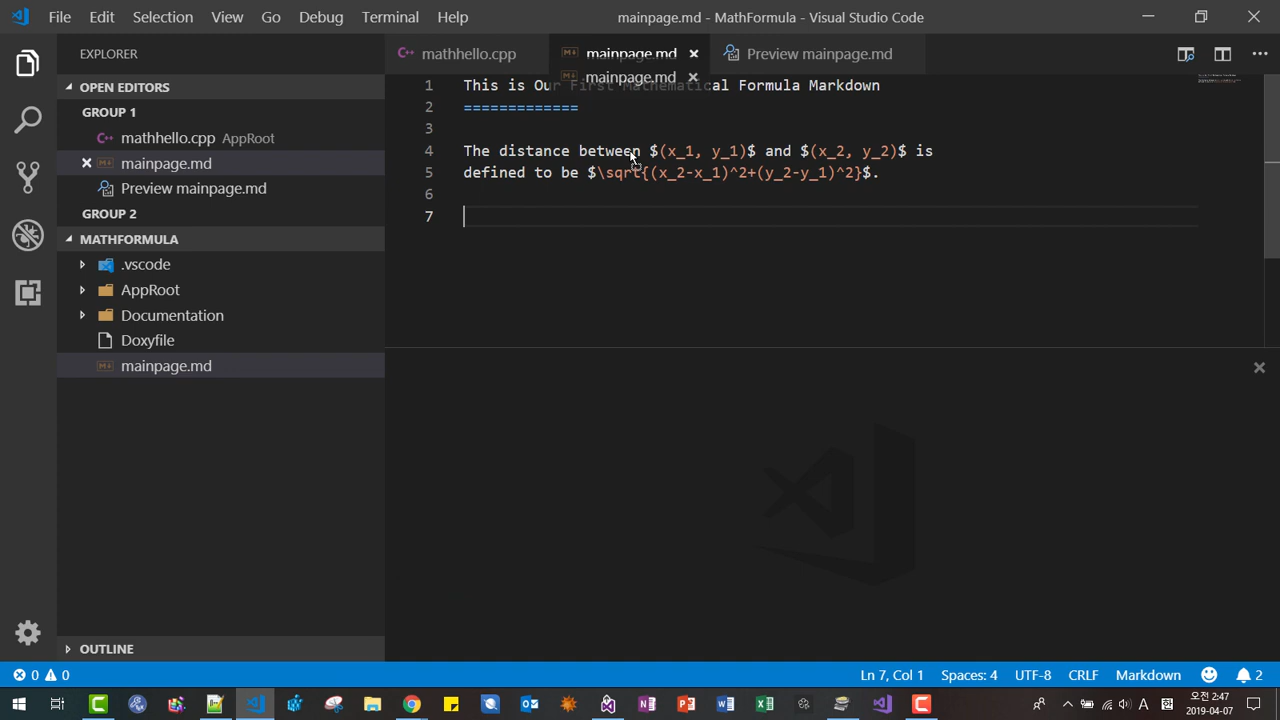 File Edit Selection View Go Debug Terminal Help mainpage.md - MathFormula - Visual Studio Code
EXPLORER
mathhello.cpp mainpage.md Preview mainpage.md
mainpage.md
OPEN EDITORS
GROUP 1
mathhello.cpp AppRoot
mainpage.md
Preview mainpage.md
GROUP 2
MATHFORMULA
.vscode
AppRoot
Documentation
Doxyfile
mainpage.md
OUTLINE
1 This is Our First Mathematical Formula Markdown
2 =============
3
4 The distance between $(x_1, y_1)$ and $(x_2, y_2)$ is
5 defined to be $\sqrt{(x_2-x_1)^2+(y_2-y_1)^2}$.
6
7
0 0 Ln 7, Col 1 Spaces: 4 UTF-8 CRLF Markdown 2
A 오전 2:47
2019-04-07